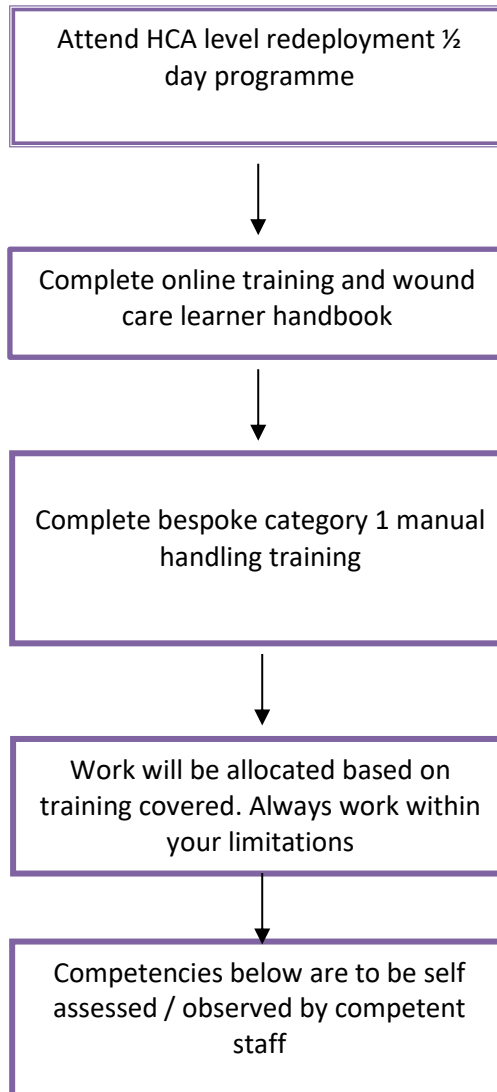 Attend HCA level redeployment ½
day programme
Complete online training and wound
care learner handbook
Complete bespoke category 1 manual
handling training
Work will be allocated based on
training covered. Always work within
your limitations
Competencies below are to be self
assessed / observed by competent
staff